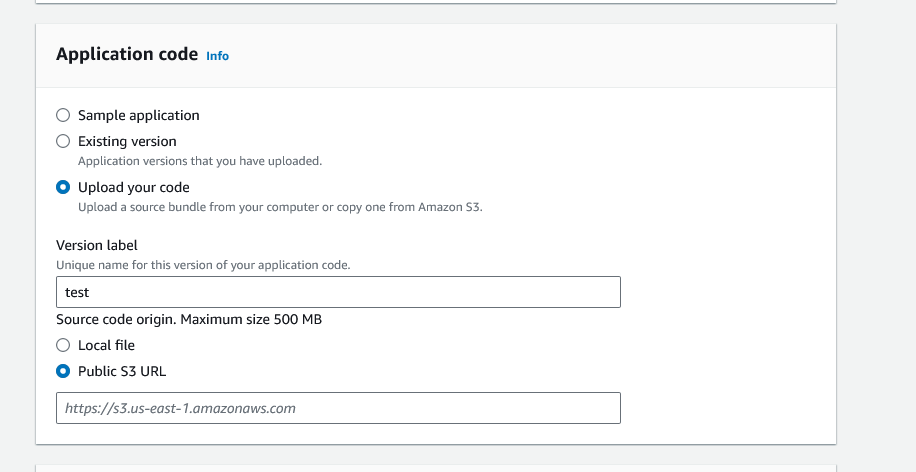 Application code Info
Sample application
Existing version
Application versions that you have uploaded.
Upload your code
Upload a source bundle from your computer or copy one from Amazon S3.
Version label
Unique name for this version of your application code.
test
Source code origin. Maximum size 500 MB
Local file
Public S3 URL
https://s3.us-east-1.amazonaws.com